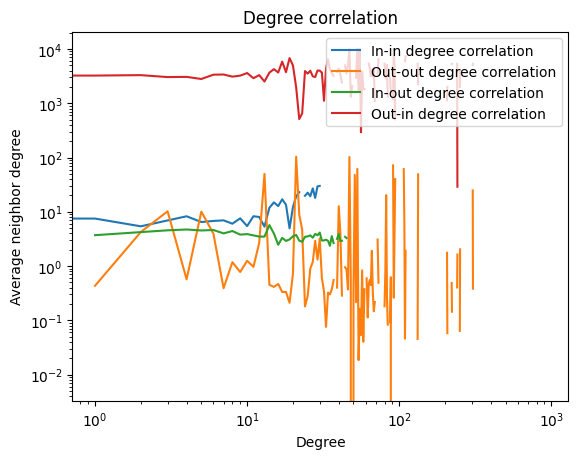 Degree correlation
In-in degree correlation
Out-out degree correlation
In-out degree correlation
Out-in degree correlation
Average neighbor degree
10⁴
10³
10²
10¹
10⁰
10⁻¹
10⁻²
10⁰ 10¹ 10² 10³
Degree